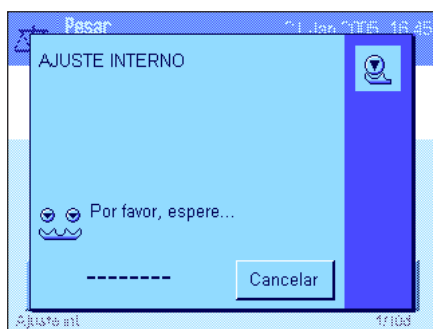 Pesar 21.Jan 2005 16:45
AJUSTE INTERNO
Por favor, espere...
--------
Cancelar
Ajuste int. 1/10d